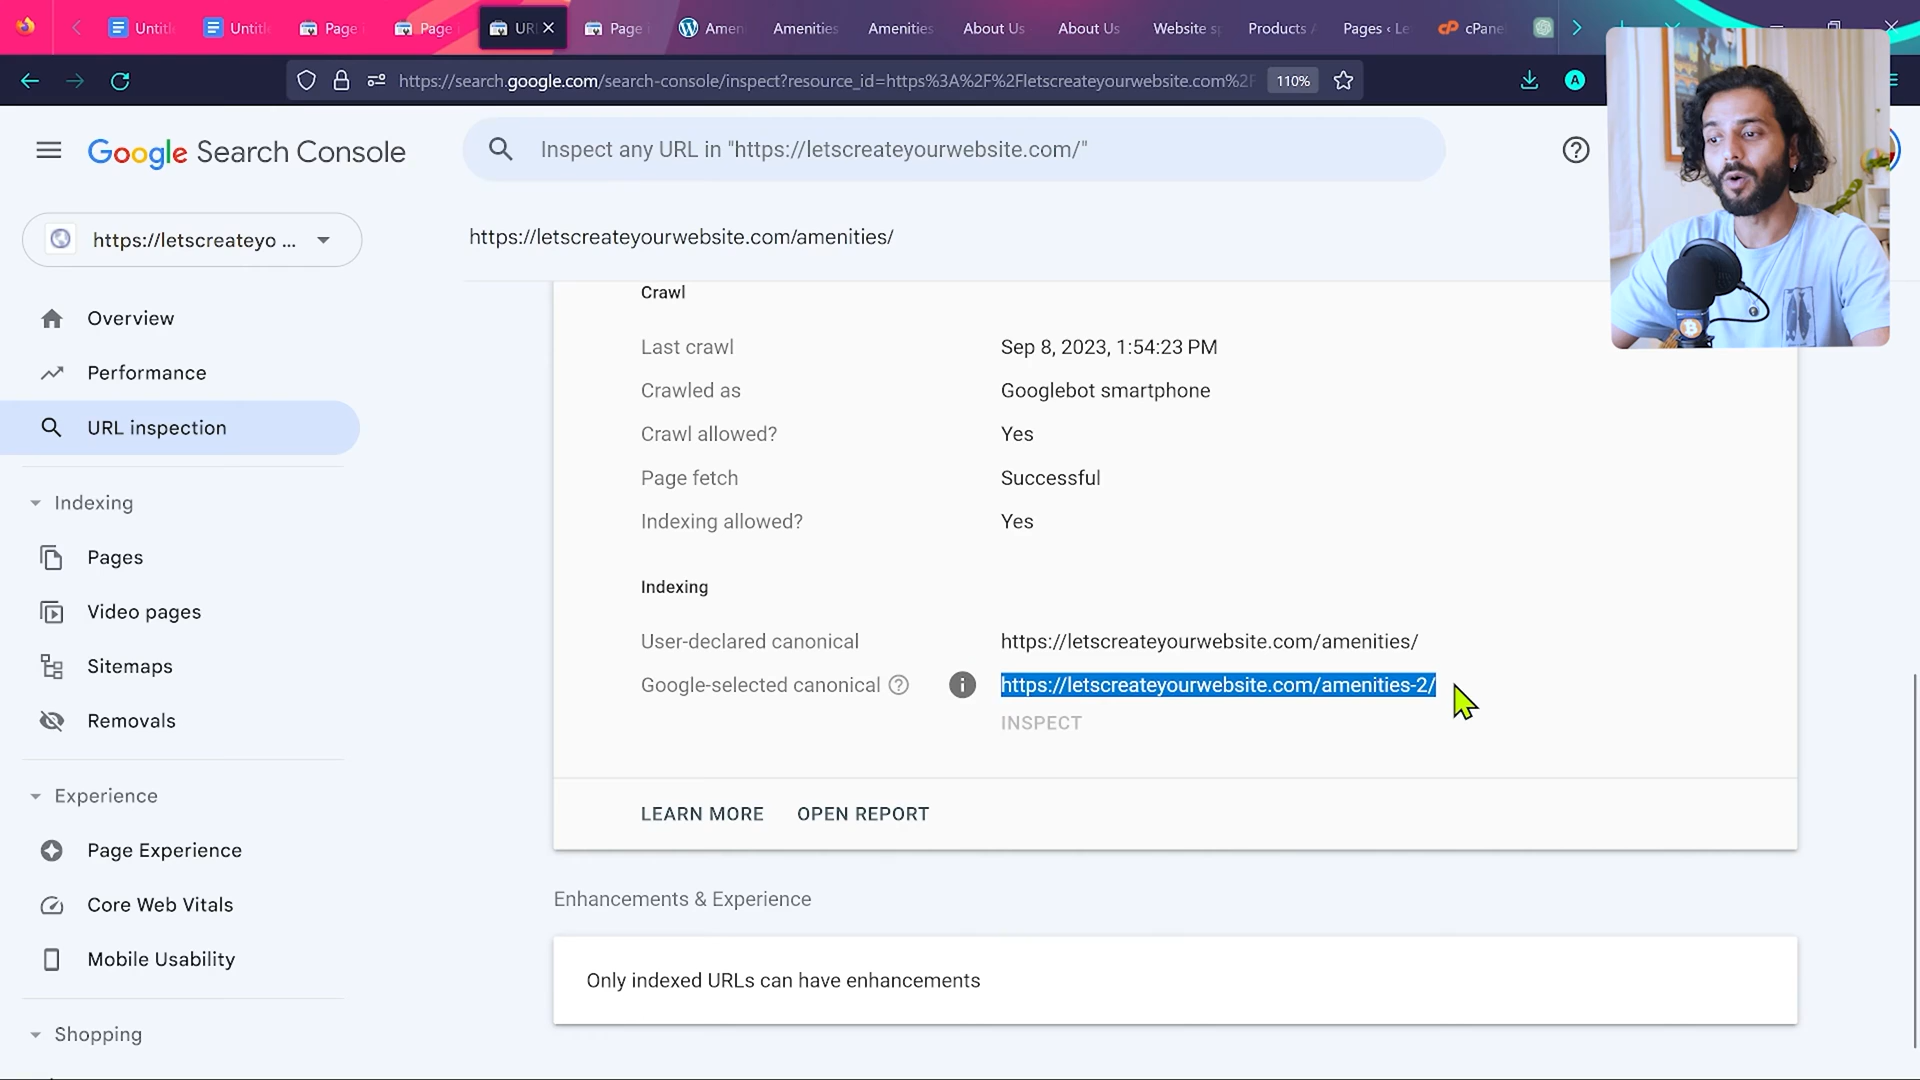 Untit
Untit
Page
Page
UR
Page i
Amen
Amenities
Amenities
About Us
About Us
Website sp
Products
Pages ‹ Le
cPane
https://search.google.com/search-console/inspect?resource_id=https%3A%2F%2Fletscreateyourwebsite.com%2F
110%
A
Google Search Console
Inspect any URL in "https://letscreateyourwebsite.com/"
https://letscreateyo ...
https://letscreateyourwebsite.com/amenities/
Overview
Performance
URL inspection
Indexing
Pages
Video pages
Sitemaps
Removals
Experience
Page Experience
Core Web Vitals
Mobile Usability
Shopping
Crawl
Last crawl Sep 8, 2023, 1:54:23 PM
Crawled as Googlebot smartphone
Crawl allowed? Yes
Page fetch Successful
Indexing allowed? Yes
Indexing
User-declared canonical https://letscreateyourwebsite.com/amenities/
Google-selected canonical https://letscreateyourwebsite.com/amenities-2/
INSPECT
LEARN MORE OPEN REPORT
Enhancements & Experience
Only indexed URLs can have enhancements